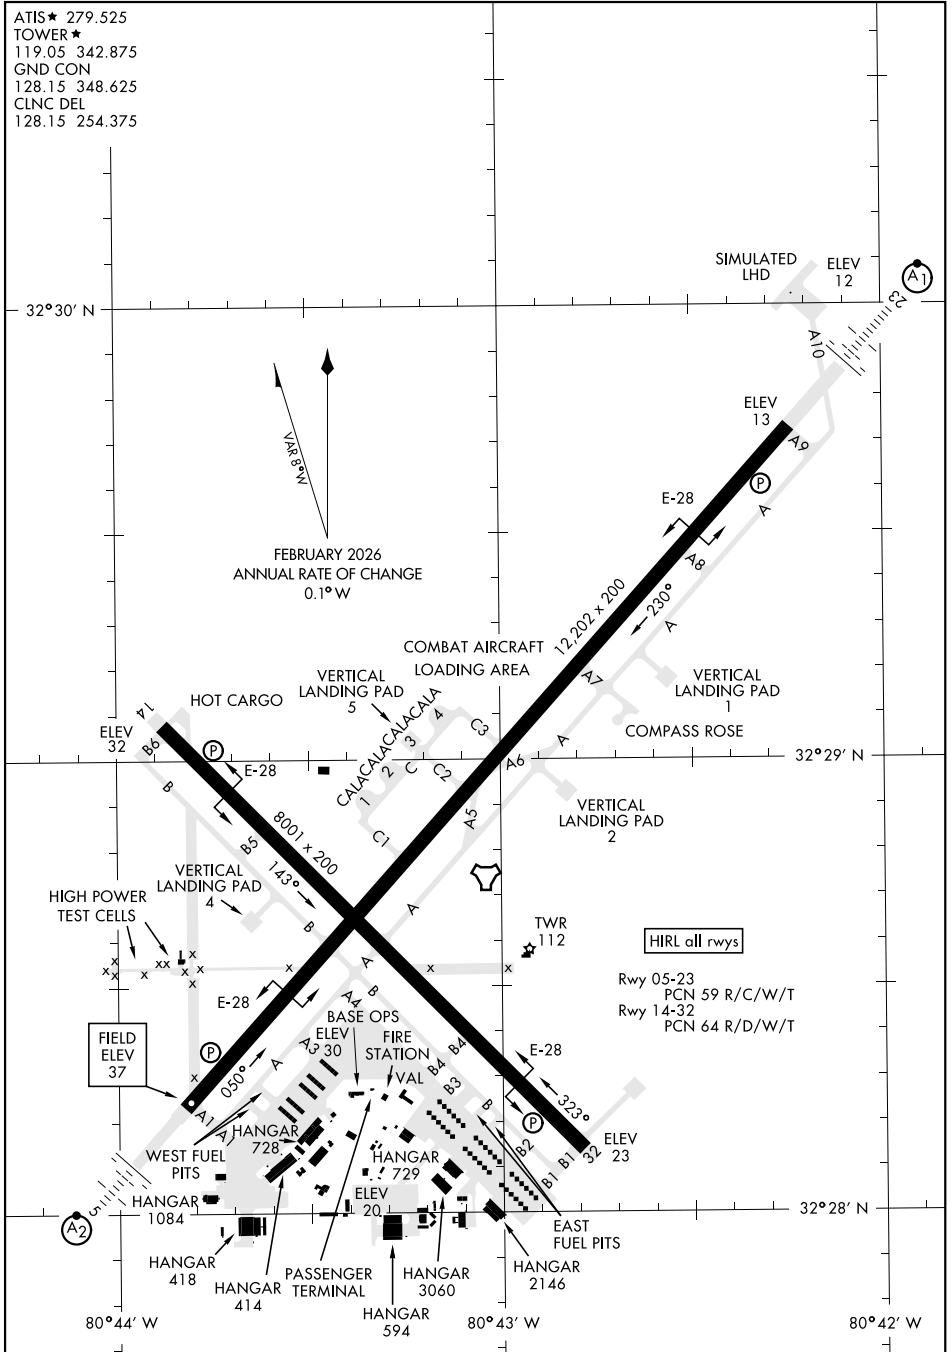 ATIS★ 279.525
TOWER★
119.05 342.875
GND CON
128.15 348.625
CLNC DEL
128.15 254.375
SIMULATED
LHD
ELEV
12
A1
23
32°30' N
A10
VAR 8°W
ELEV
13
A9
P
E-28
A
A8
FEBRUARY 2026
ANNUAL RATE OF CHANGE
0.1°W
12,202 x 200
230°
A
COMBAT AIRCRAFT
LOADING AREA
A7
VERTICAL
LANDING PAD
5
VERTICAL
LANDING PAD
1
HOT CARGO
14
ELEV
32
B6
P
E-28
CALACALACALACALA
1
2
3
4
C
C2
C3
A6
A
COMPASS ROSE
32°29' N
B
8001 x 200
C1
A5
VERTICAL
LANDING PAD
2
B5
143°
VERTICAL
LANDING PAD
4
HIGH POWER
TEST CELLS
B
A
TWR
112
HIRL all rwys
X
X
X
XX
X
X
X
X
X
X
X
X
X
A
Rwy 05-23
PCN 59 R/C/W/T
Rwy 14-32
PCN 64 R/D/W/T
E-28
A4
B
BASE OPS
ELEV
30
FIRE
STATION
FIELD
ELEV
37
P
050°
A
A3
VAL
B4
B4
E-28
X
B3
B
323°
A1
A1
P
WEST FUEL
PITS
HANGAR
728
HANGAR
729
B2
B1
B1
32
ELEV
23
5
A2
HANGAR
1084
ELEV
20
32°28' N
EAST
FUEL PITS
HANGAR
418
HANGAR
414
PASSENGER
TERMINAL
HANGAR
3060
HANGAR
2146
HANGAR
594
80°44' W
80°43' W
80°42' W